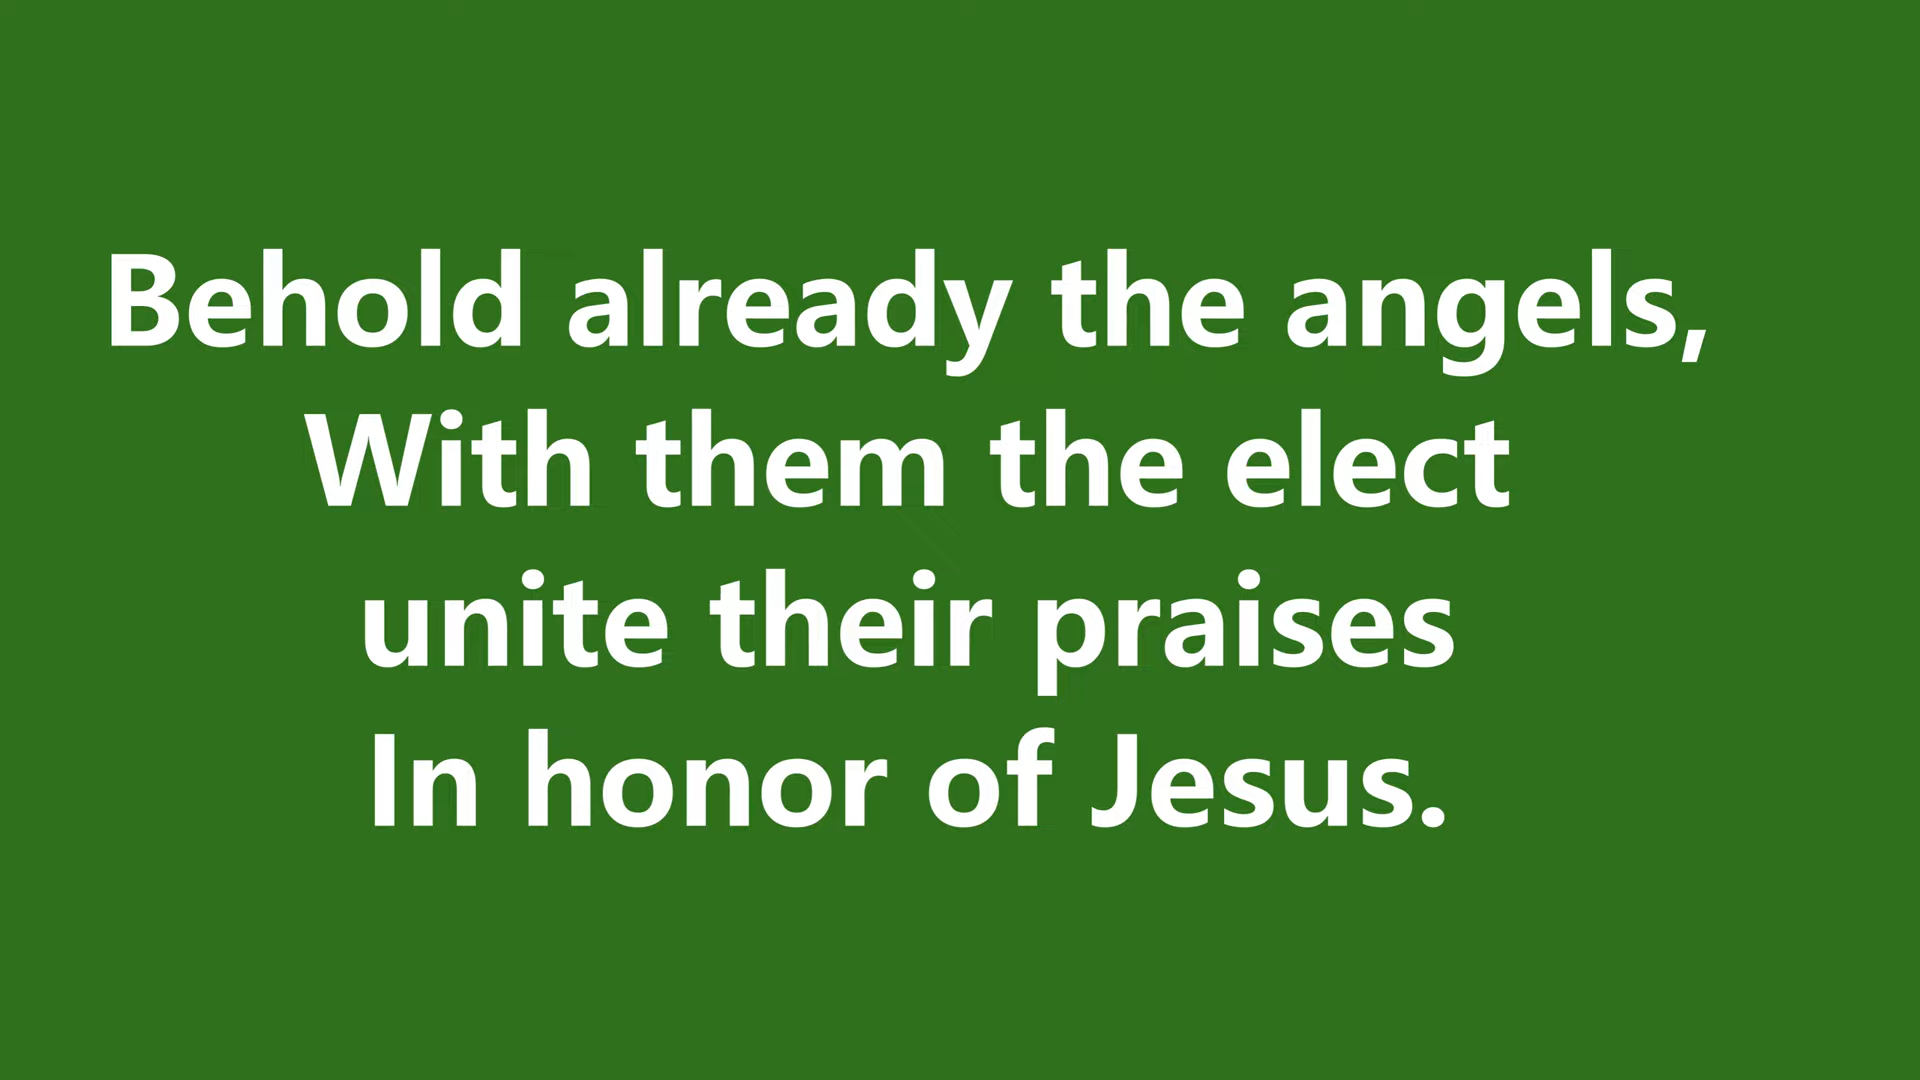 Behold already the angels,
With them the elect
unite their praises
In honor of Jesus.